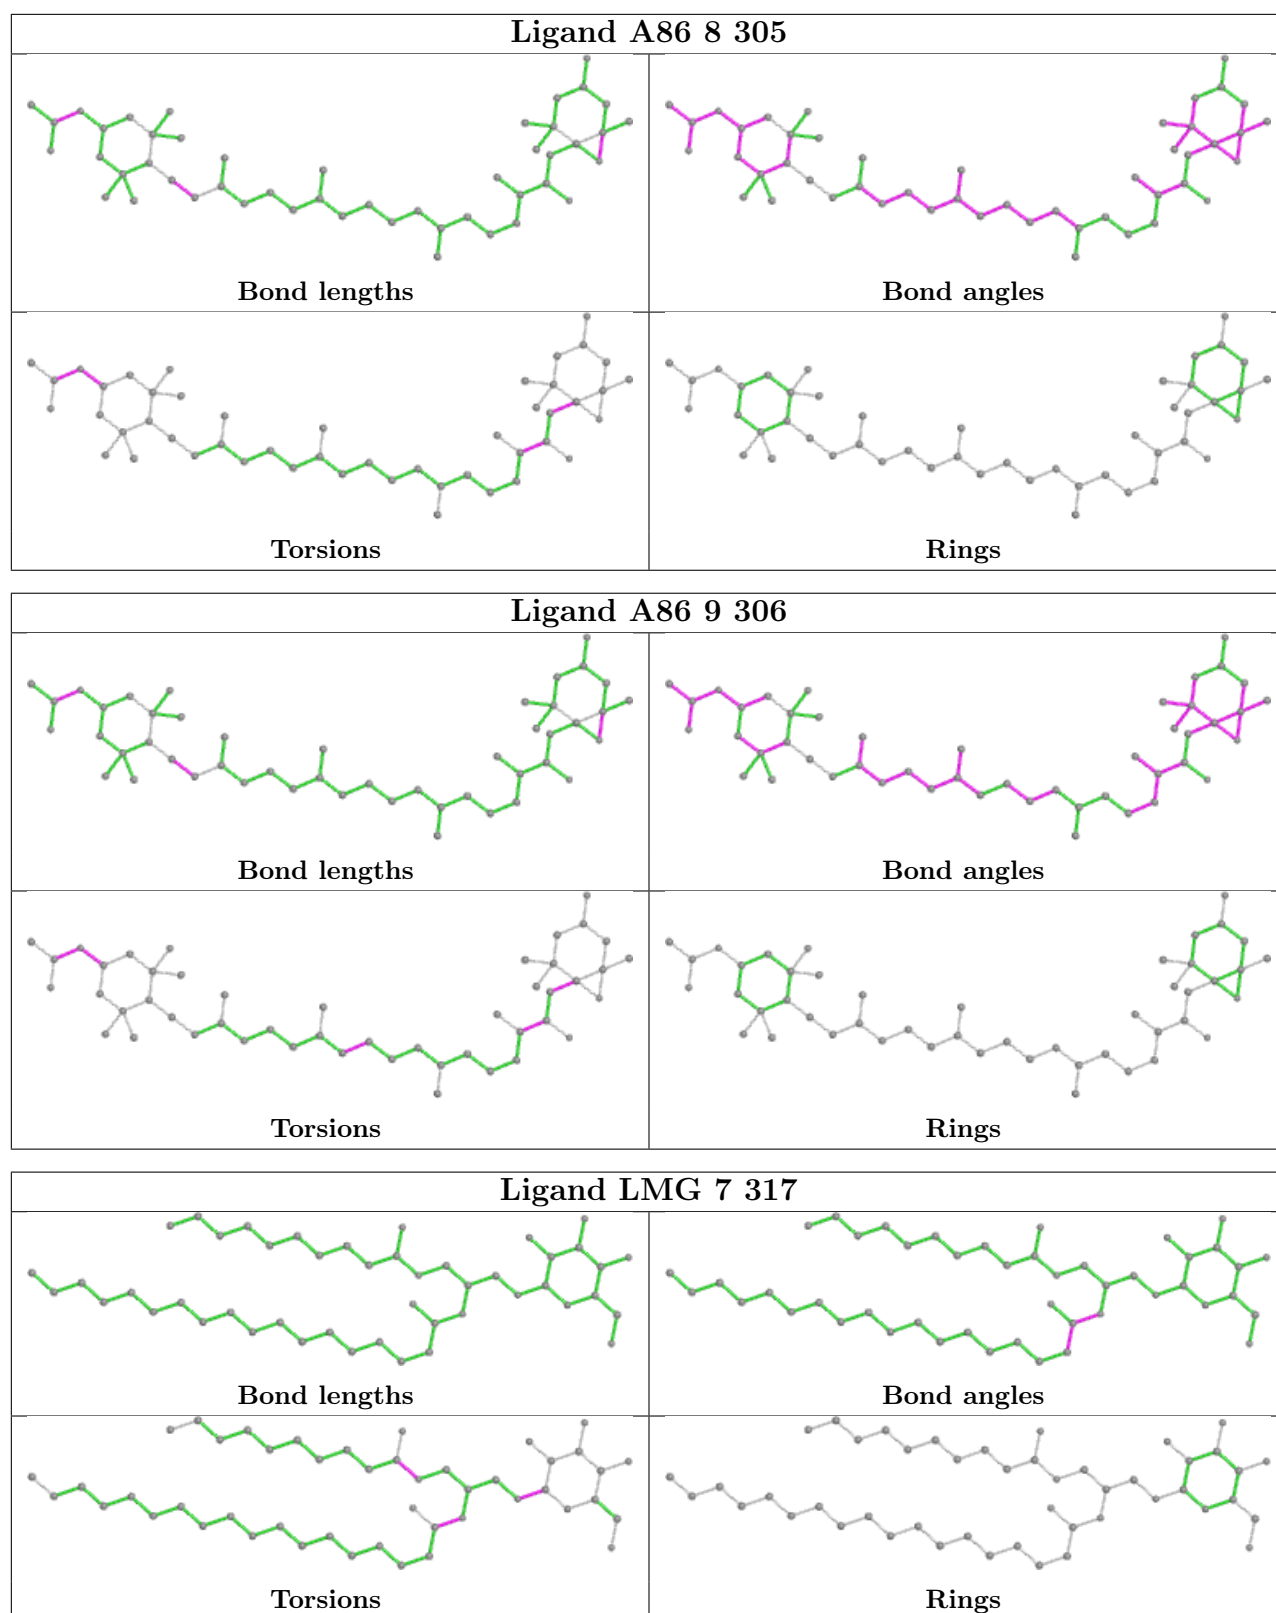 Ligand A86 8 305
Bond lengths
Bond angles
Torsions
Rings
Ligand A86 9 306
Bond lengths
Bond angles
Torsions
Rings
Ligand LMG 7 317
Bond lengths
Bond angles
Torsions
Rings